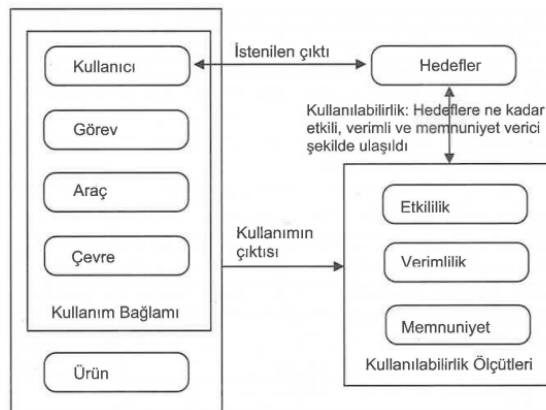 Kullanıcı
İstenilen çıktı
Hedefler
Görev
Kullanılabilirlik: Hedeflere ne kadar
etkili, verimli ve memnuniyet verici
şekilde ulaşıldı
Araç
Çevre
Kullanım Bağlamı
Ürün
Kullanımın
çıktısı
Etkililik
Verimlilik
Memnuniyet
Kullanılabilirlik Ölçütleri